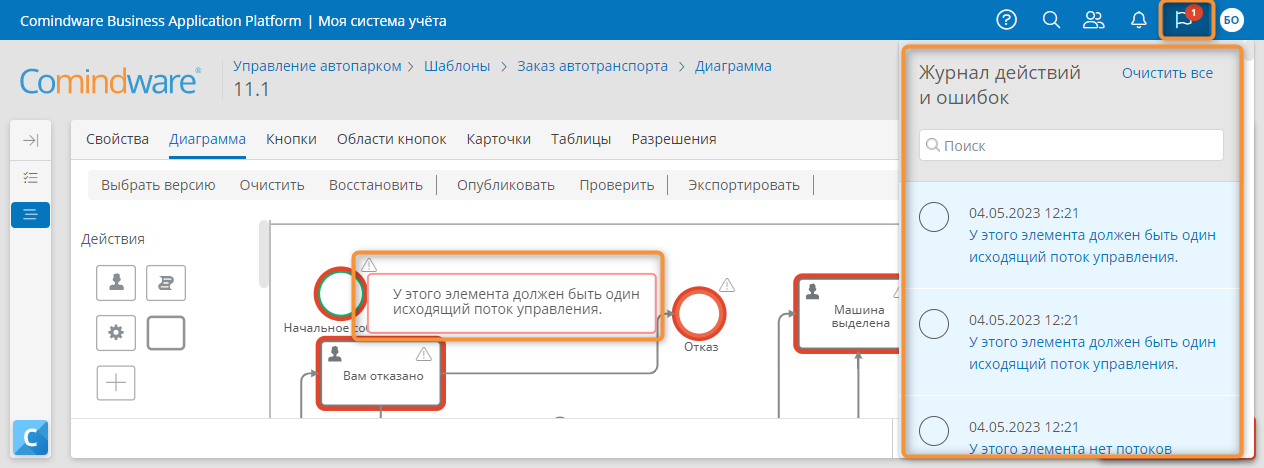 Comindware Business Application Platform | Моя система учёта
1
БО
Comindware®
Управление автопарком > Шаблоны > Заказ автотранспорта > Диаграмма
11.1
Журнал действий и ошибок
Очистить все
Поиск
Свойства Диаграмма Кнопки Области кнопок Карточки Таблицы Разрешения
Выбрать версию Очистить Восстановить Опубликовать Проверить Экспортировать
Действия
У этого элемента должен быть один
исходящий поток управления.
Начальное
Вам отказано
Отказ
Машина
выделена
04.05.2023 12:21
У этого элемента должен быть один
исходящий поток управления.
04.05.2023 12:21
У этого элемента должен быть один
исходящий поток управления.
04.05.2023 12:21
У этого элемента нет потоков
C